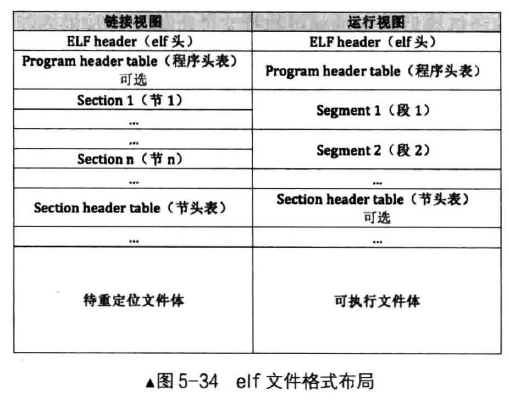 链接视图
运行视图
ELF header（elf 头）
ELF header（elf 头）
Program header table（程序头表）
可选
Program header table（程序头表）
Section 1（节 1）
...
Segment 1（段 1）
...
Section n（节 n）
Segment 2（段 2）
...
...
Section header table（节头表）
Section header table（节头表）
可选
...
...
待重定位文件体
可执行文件体
▲图 5-34 elf 文件格式布局